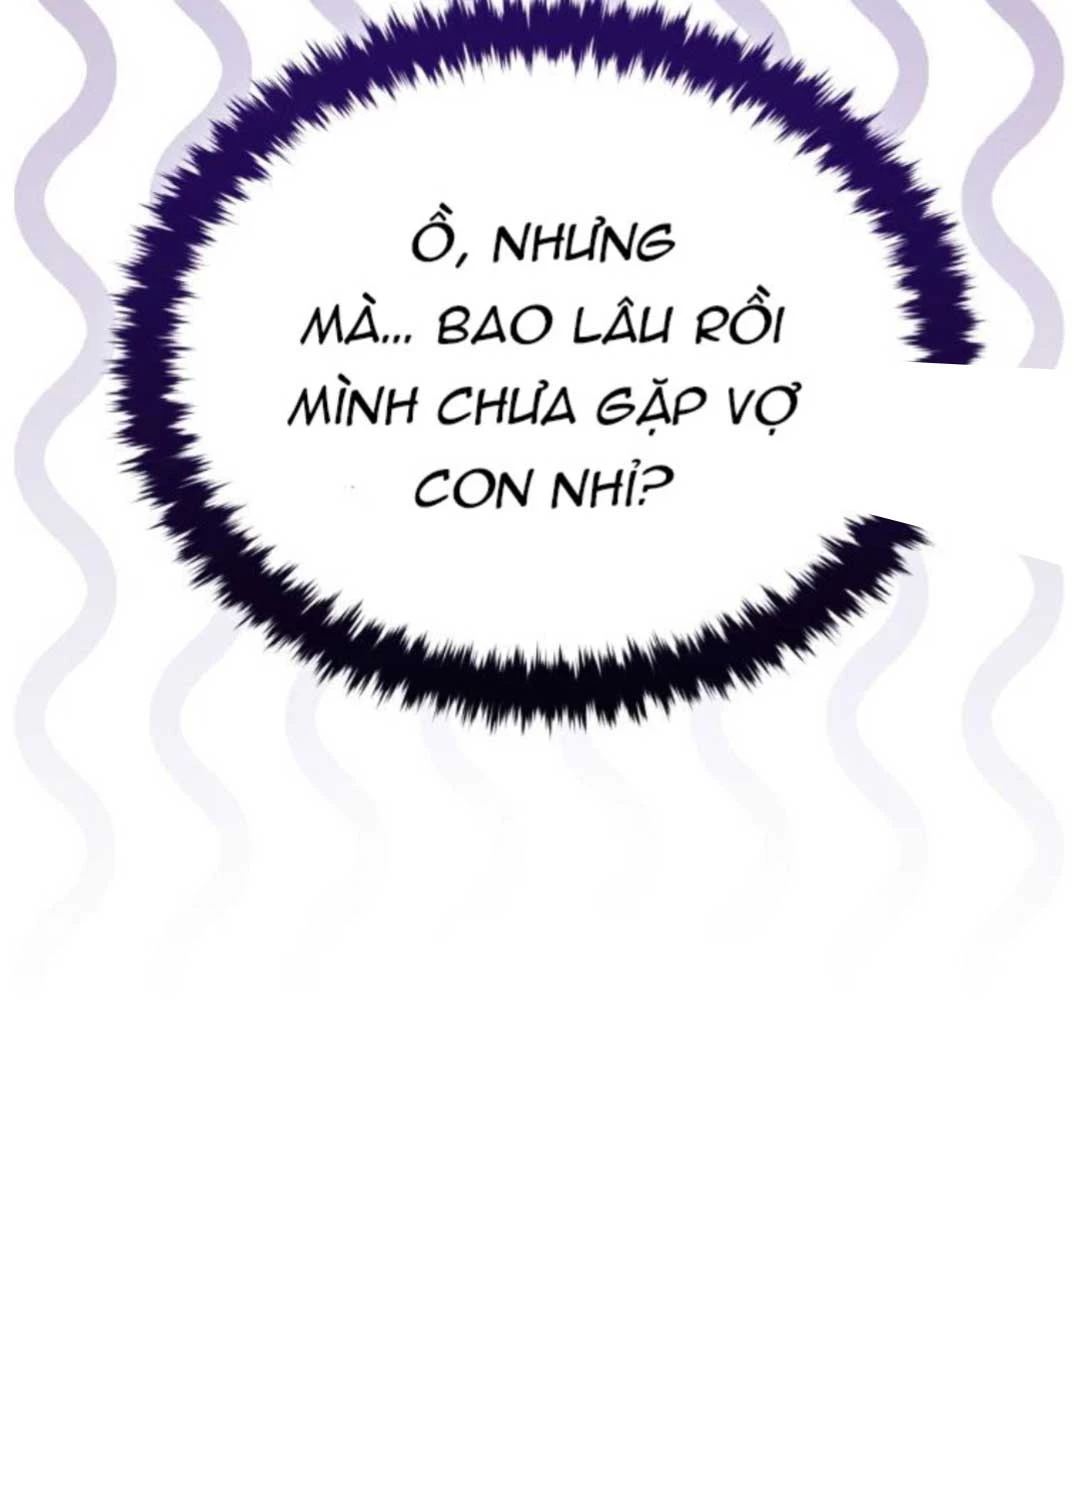 Ồ, NHƯNG
MÀ... BAO LÂU RỒI
MÌNH CHƯA GẶP VỢ
CON NHỈ?